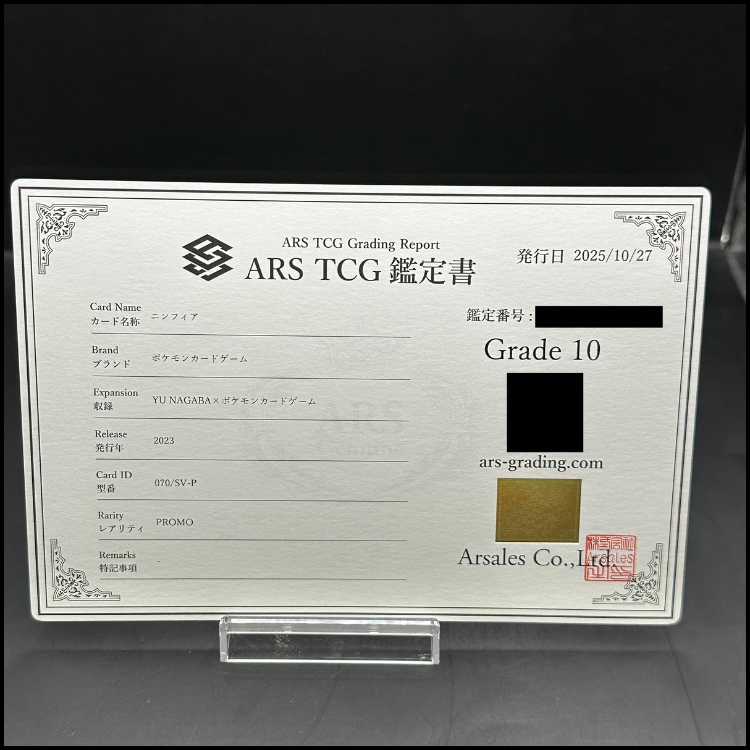 ARS TCG Grading Report
ARS TCG 鑑定書
発行日 2025/10/27
Card Name
カード名称
ニンフィア
Brand
ブランド
ポケモンカードゲーム
Expansion
収録
YU NAGABA×ポケモンカードゲーム
Release
発行年
2023
Card ID
型番
070/SV-P
Rarity
レアリティ
PROMO
Remarks
特記事項
-
鑑定番号 :
Grade 10
ars-grading.com
Arsales Co.,Ltd.
Arsales
ARS